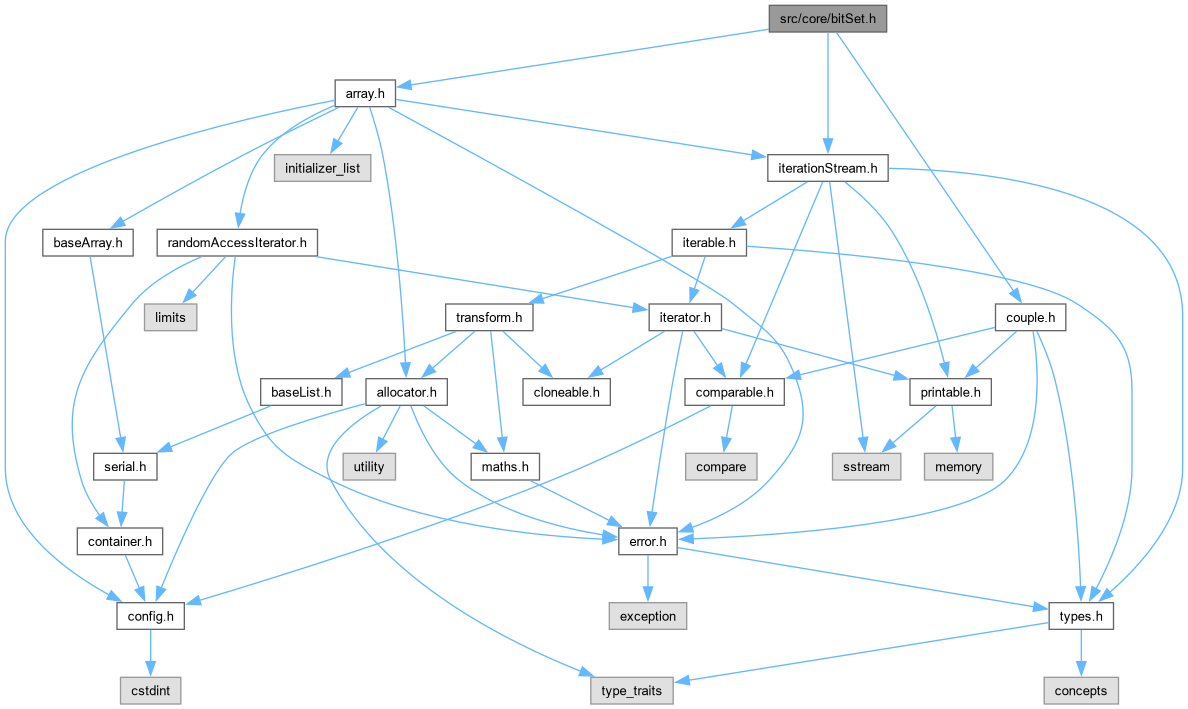 src/core/bitSet.h
array.h
initializer_list
iterationStream.h
baseArray.h
randomAccessIterator.h
iterable.h
limits
transform.h
iterator.h
couple.h
baseList.h
allocator.h
cloneable.h
comparable.h
printable.h
serial.h
utility
maths.h
compare
sstream
memory
container.h
error.h
config.h
exception
types.h
cstdint
type_traits
concepts